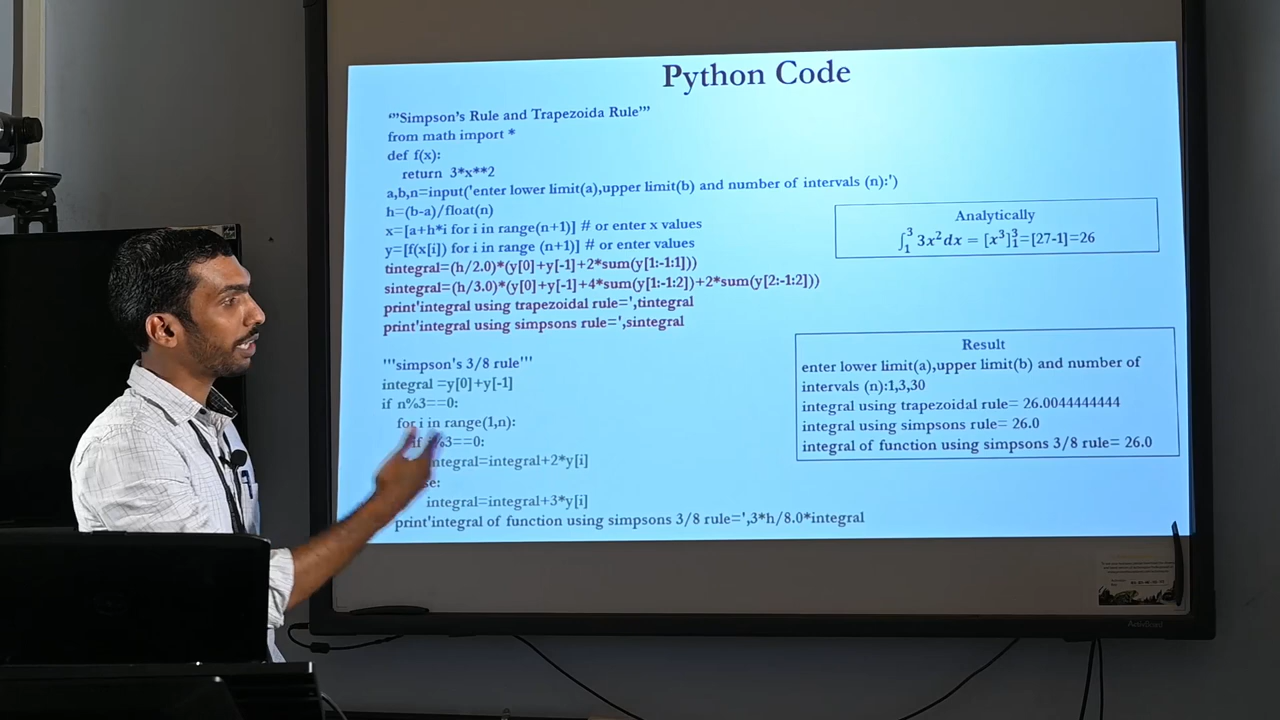 Python Code
"'Simpson's Rule and Trapezoida Rule'"
from math import *
def f(x):
return 3*x**2
a,b,n=input('enter lower limit(a),upper limit(b) and number of intervals (n):')
h=(b-a)/float(n)
x=[a+h*i for i in range(n+1)] # or enter x values
y=[f(x[i]) for i in range (n+1)] # or enter values
tintegral=(h/2.0)*(y[0]+y[-1]+2*sum(y[1:-1:1]))
sintegral=(h/3.0)*(y[0]+y[-1]+4*sum(y[1:-1:2])+2*sum(y[2:-1:2]))
print'integral using trapezoidal rule=',tintegral
print'integral using simpsons rule=',sintegral
'''simpson's 3/8 rule'''
integral =y[0]+y[-1]
if n%3==0:
for i in range(1,n):
if %3==0:
ntegral=integral+2*y[i]
se:
integral=integral+3*y[i]
print'integral of function using simpsons 3/8 rule=',3*h/8.0*integral
Analytically
∫₁³ 3x²dx = [x³]₁³=[27-1]=26
Result
enter lower limit(a),upper limit(b) and number of
intervals (n):1,3,30
integral using trapezoidal rule= 26.0044444444
integral using simpsons rule= 26.0
integral of function using simpsons 3/8 rule= 26.0
ActivBoard